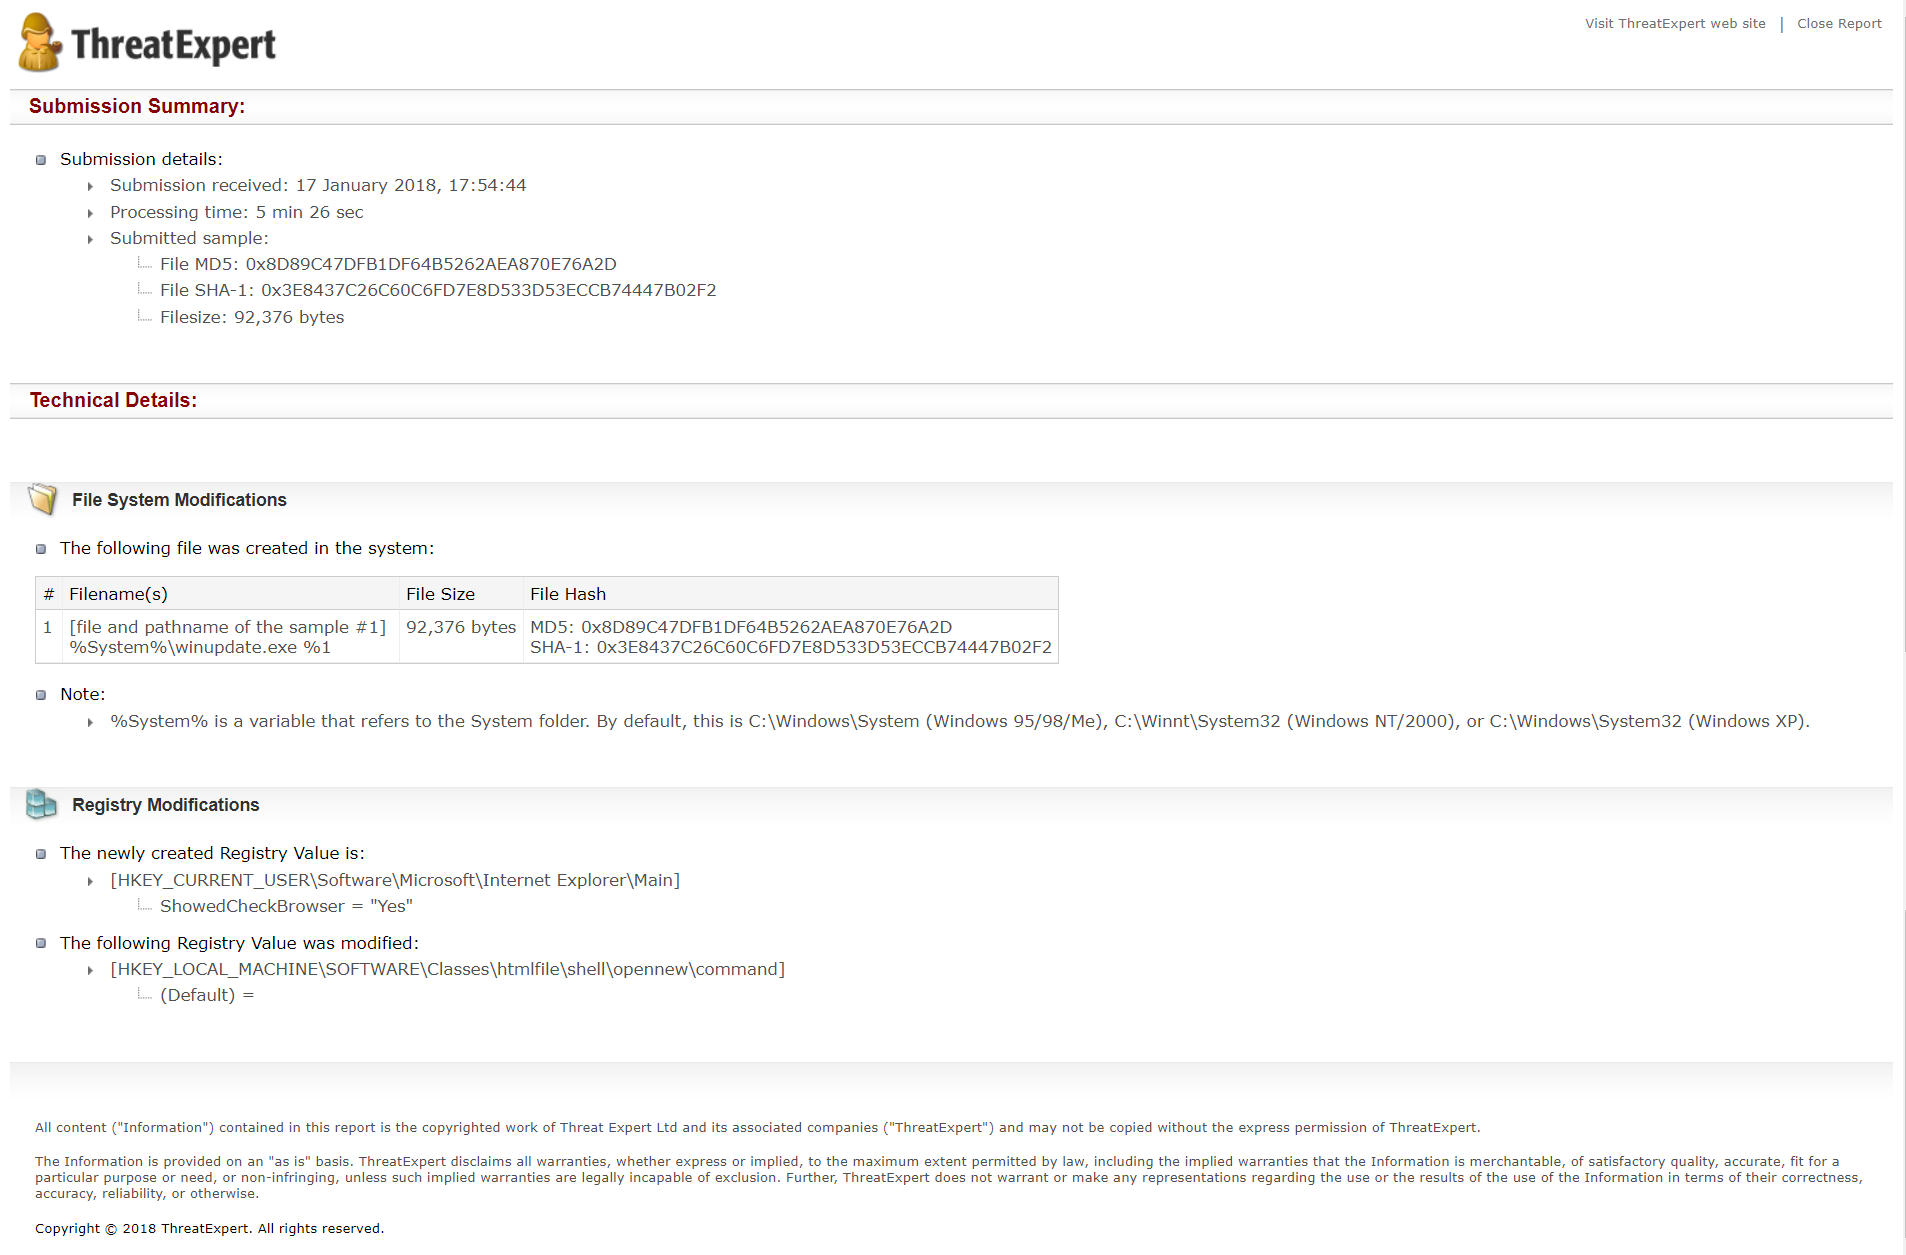 ThreatExpert
Visit ThreatExpert web site | Close Report
Submission Summary:
Submission details:
Submission received: 17 January 2018, 17:54:44
Processing time: 5 min 26 sec
Submitted sample:
File MD5: 0x8D89C47DFB1DF64B5262AEA870E76A2D
File SHA-1: 0x3E8437C26C60C6FD7E8D533D53ECCB74447B02F2
Filesize: 92,376 bytes
Technical Details:
File System Modifications
The following file was created in the system:
# Filename(s) File Size File Hash
1 [file and pathname of the sample #1] 92,376 bytes MD5: 0x8D89C47DFB1DF64B5262AEA870E76A2D
%System%\winupdate.exe %1 SHA-1: 0x3E8437C26C60C6FD7E8D533D53ECCB74447B02F2
Note:
%System% is a variable that refers to the System folder. By default, this is C:\Windows\System (Windows 95/98/Me), C:\Winnt\System32 (Windows NT/2000), or C:\Windows\System32 (Windows XP).
Registry Modifications
The newly created Registry Value is:
[HKEY_CURRENT_USER\Software\Microsoft\Internet Explorer\Main]
ShowedCheckBrowser = "Yes"
The following Registry Value was modified:
[HKEY_LOCAL_MACHINE\SOFTWARE\Classes\htmlfile\shell\opennew\command]
(Default) =
All content ("Information") contained in this report is the copyrighted work of Threat Expert Ltd and its associated companies ("ThreatExpert") and may not be copied without the express permission of ThreatExpert.
The Information is provided on an "as is" basis. ThreatExpert disclaims all warranties, whether express or implied, to the maximum extent permitted by law, including the implied warranties that the Information is merchantable, of satisfactory quality, accurate, fit for a
particular purpose or need, or non-infringing, unless such implied warranties are legally incapable of exclusion. Further, ThreatExpert does not warrant or make any representations regarding the use or the results of the use of the Information in terms of their correctness,
accuracy, reliability, or otherwise.
Copyright © 2018 ThreatExpert. All rights reserved.